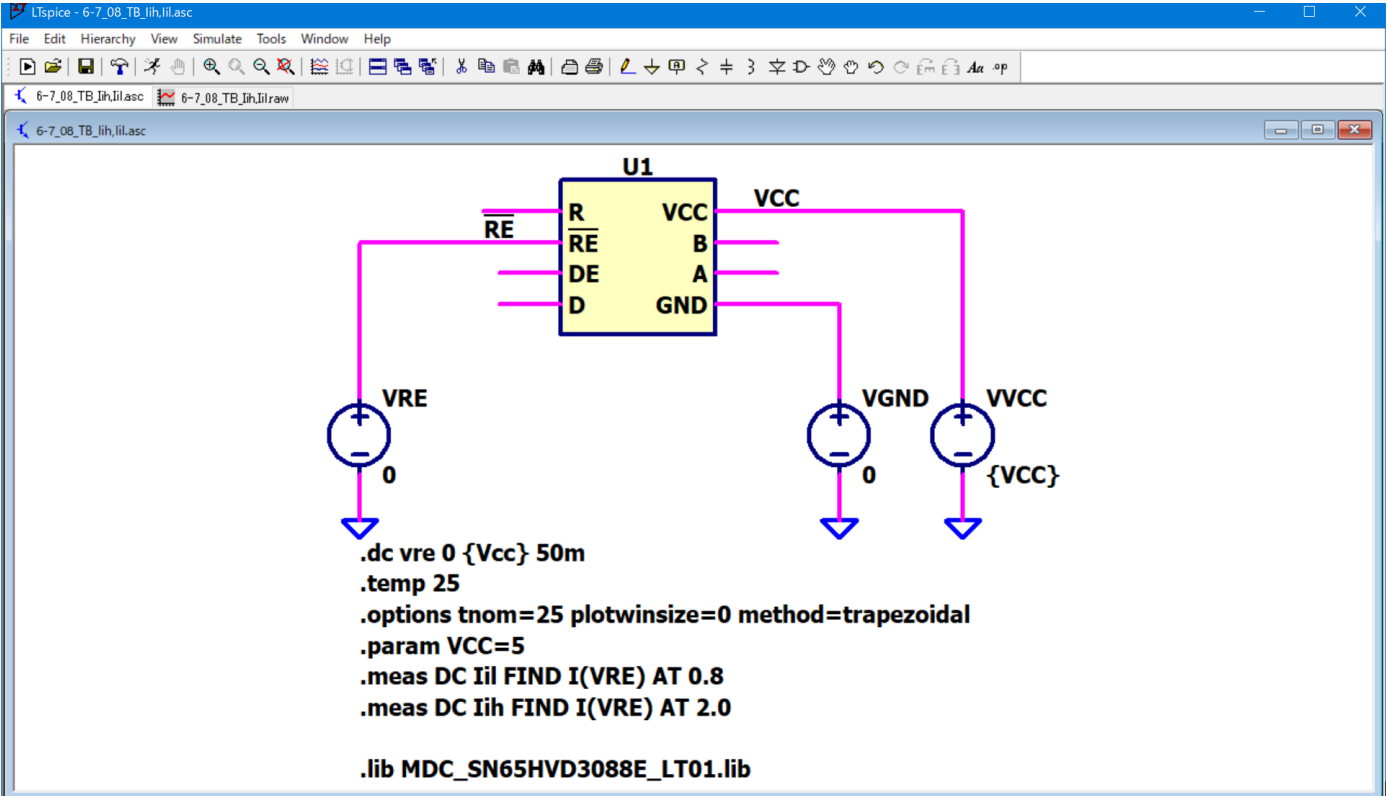 LTspice - 6-7_08_TB_Iih,Iil.asc
File Edit Hierarchy View Simulate Tools Window Help
Aa .op
6-7_08_TB_Iih,Iil.asc 6-7_08_TB_Iih,Iil.raw
6-7_08_TB_Iih,Iil.asc
U1
VCC
R VCC
RE
RE B
DE A
D GND
VRE VGND VVCC
0 0 {VCC}
.dc vre 0 {Vcc} 50m
.temp 25
.options tnom=25 plotwinsize=0 method=trapezoidal
.param VCC=5
.meas DC Iil FIND I(VRE) AT 0.8
.meas DC Iih FIND I(VRE) AT 2.0
.lib MDC_SN65HVD3088E_LT01.lib